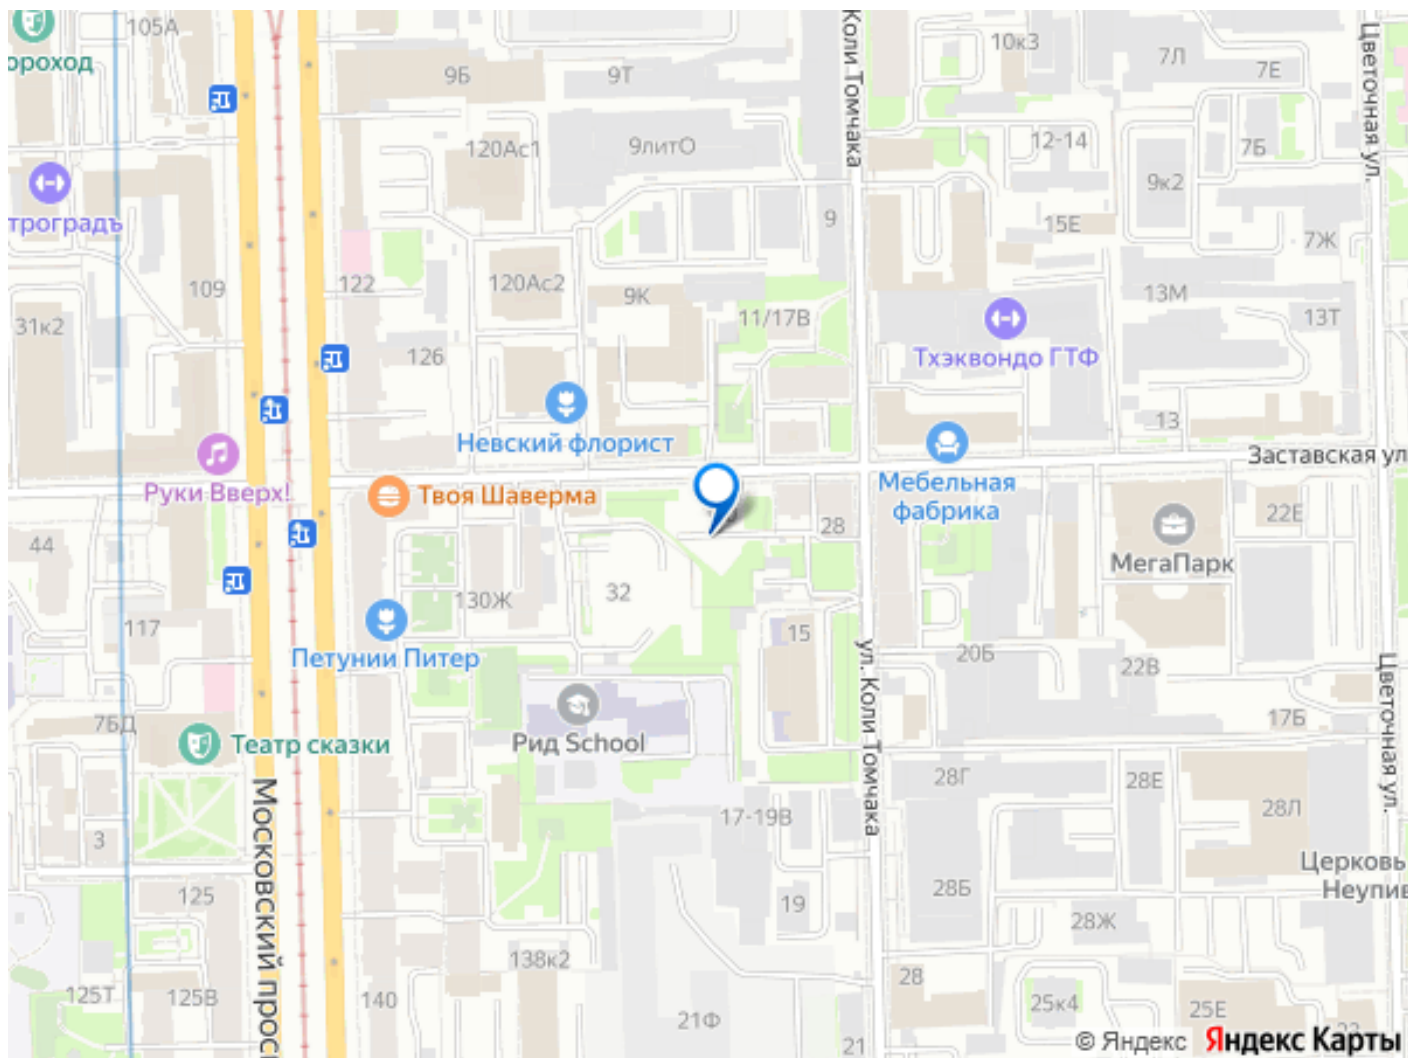 105А
ороход
9Б
9Т
Коли Томчака
10к3
7Л
7Е
Цветочная ул.
120Ас1
9литО
12-14
7Б
9к2
троградъ
9
15Е
7Ж
109
122
120Ас2
9К
11/17В
13М
13Т
31к2
126
Тхэквондо ГТФ
13
Невский флорист
Заставская ул
Руки Вверх!
Твоя Шаверма
Мебельная
фабрика
28
22Е
44
МегаПарк
32
130Ж
117
15
Петунии Питер
20Б
22В
ул. Коли Томчака
Цветочная ул.
17Б
7БД
Театр сказки
Рид School
28Г
28Е
28Л
Московский просп
17-19В
3
Церковь
Неупив
125
28Б
19
28Ж
138к2
28
125Т
125В
140
25к4
25Е
21Ф
21
© Яндекс
Яндекс Карты